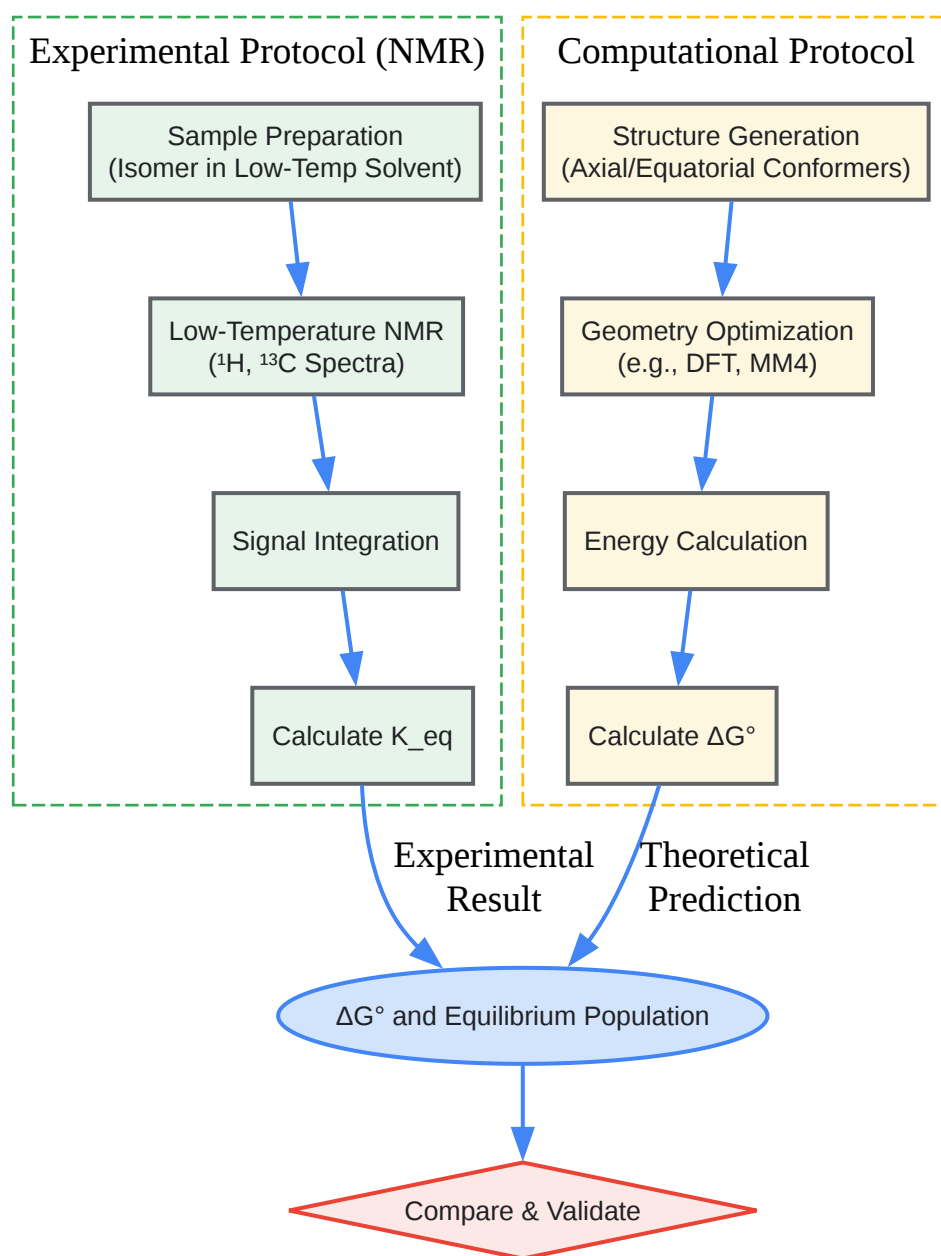 Experimental Protocol (NMR)
Sample Preparation
(Isomer in Low-Temp Solvent)
Low-Temperature NMR
(¹H, ¹³C Spectra)
Signal Integration
Calculate K_eq
Computational Protocol
Structure Generation
(Axial/Equatorial Conformers)
Geometry Optimization
(e.g., DFT, MM4)
Energy Calculation
Calculate ΔG°
Experimental
Result
Theoretical
Prediction
ΔG° and Equilibrium Population
Compare & Validate